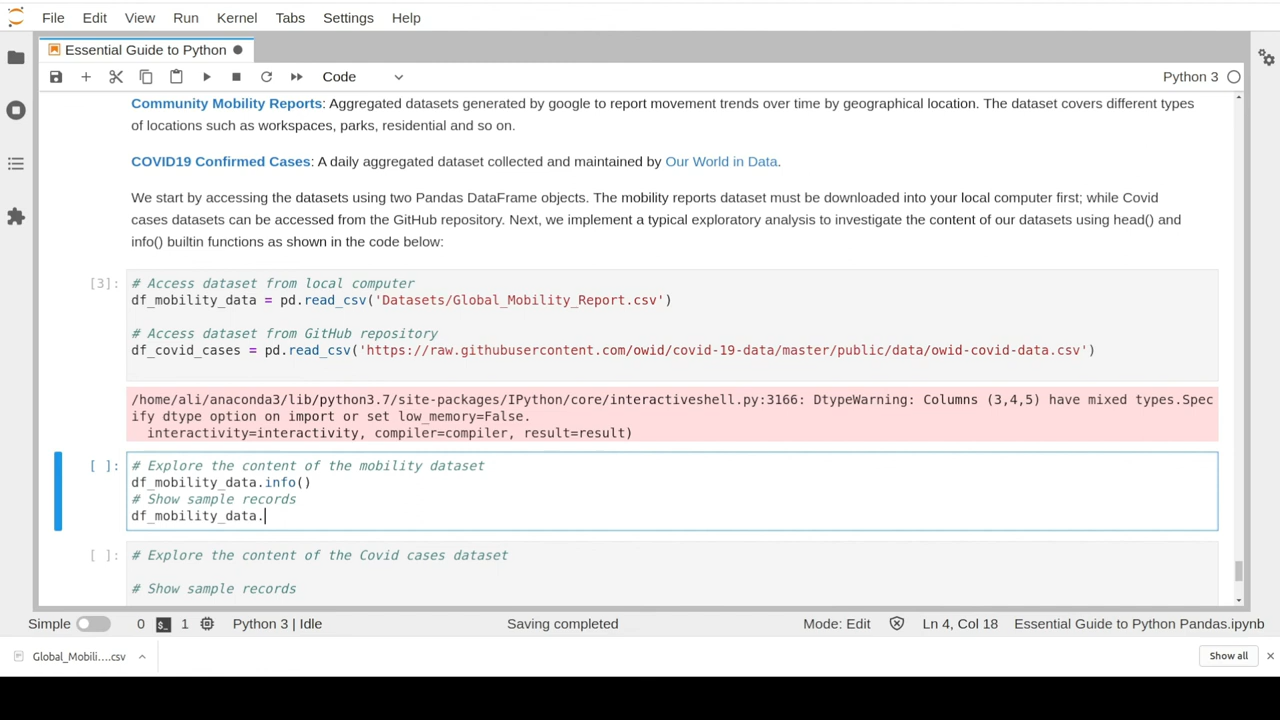 File Edit View Run Kernel Tabs Settings Help
Essential Guide to Python
Code Python 3
Community Mobility Reports: Aggregated datasets generated by google to report movement trends over time by geographical location. The dataset covers different types
of locations such as workspaces, parks, residential and so on.
COVID19 Confirmed Cases: A daily aggregated dataset collected and maintained by Our World in Data.
We start by accessing the datasets using two Pandas DataFrame objects. The mobility reports dataset must be downloaded into your local computer first; while Covid
cases datasets can be accessed from the GitHub repository. Next, we implement a typical exploratory analysis to investigate the content of our datasets using head() and
info() builtin functions as shown in the code below:
[3]: # Access dataset from local computer
df_mobility_data = pd.read_csv('Datasets/Global_Mobility_Report.csv')
# Access dataset from GitHub repository
df_covid_cases = pd.read_csv('https://raw.githubusercontent.com/owid/covid-19-data/master/public/data/owid-covid-data.csv')
/home/ali/anaconda3/lib/python3.7/site-packages/IPython/core/interactiveshell.py:3166: DtypeWarning: Columns (3,4,5) have mixed types.Spec
ify dtype option on import or set low_memory=False.
interactivity=interactivity, compiler=compiler, result=result)
[ ]: # Explore the content of the mobility dataset
df_mobility_data.info()
# Show sample records
df_mobility_data.
[ ]: # Explore the content of the Covid cases dataset
# Show sample records
Simple 0 $_ 1 Python 3 | Idle Saving completed Mode: Edit Ln 4, Col 18 Essential Guide to Python Pandas.ipynb
Global_Mobili....csv Show all